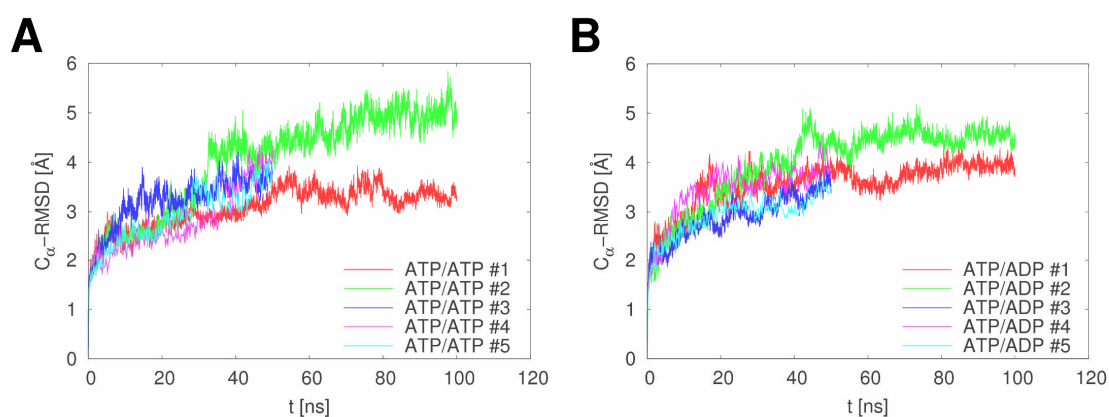 A
6
5
4
3
2
1
0
Cα−RMSD [Å]
0 20 40 60 80 100 120
t [ns]
ATP/ATP #1
ATP/ATP #2
ATP/ATP #3
ATP/ATP #4
ATP/ATP #5
B
6
5
4
3
2
1
0
Cα−RMSD [Å]
0 20 40 60 80 100 120
t [ns]
ATP/ADP #1
ATP/ADP #2
ATP/ADP #3
ATP/ADP #4
ATP/ADP #5